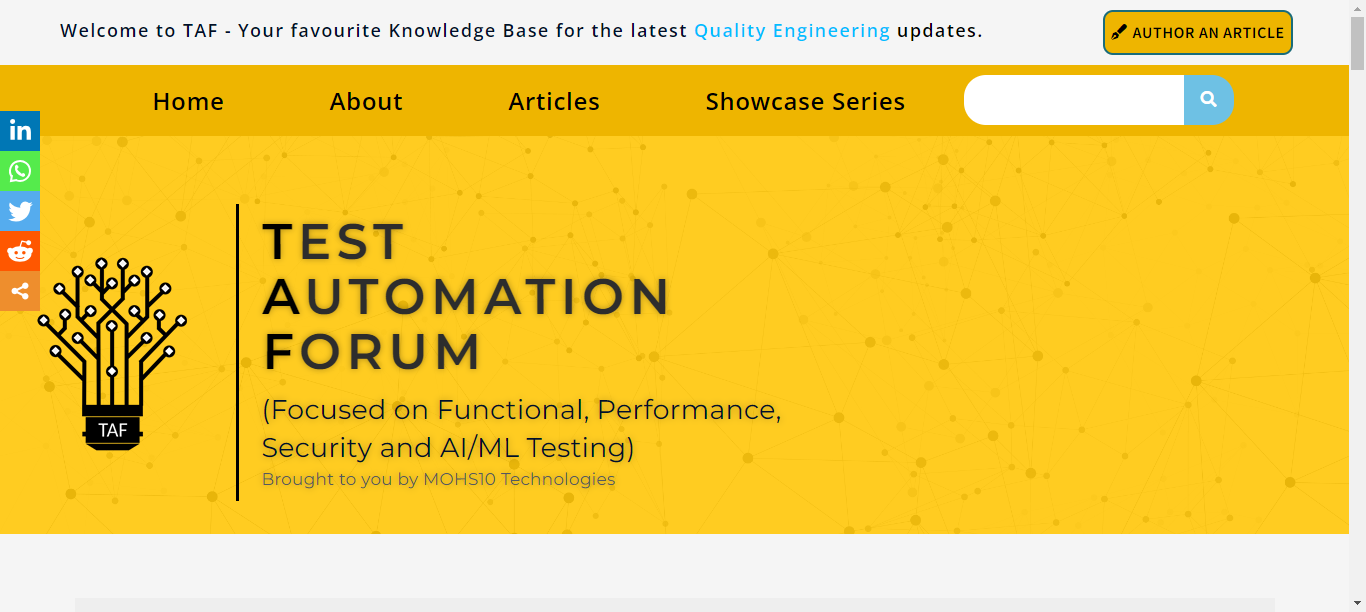 Welcome to TAF - Your favourite Knowledge Base for the latest Quality Engineering updates.
AUTHOR AN ARTICLE
Home
About
Articles
Showcase Series
in
TEST
AUTOMATION
FORUM
(Focused on Functional, Performance,
Security and AI/ML Testing)
Brought to you by MOHS10 Technologies
TAF